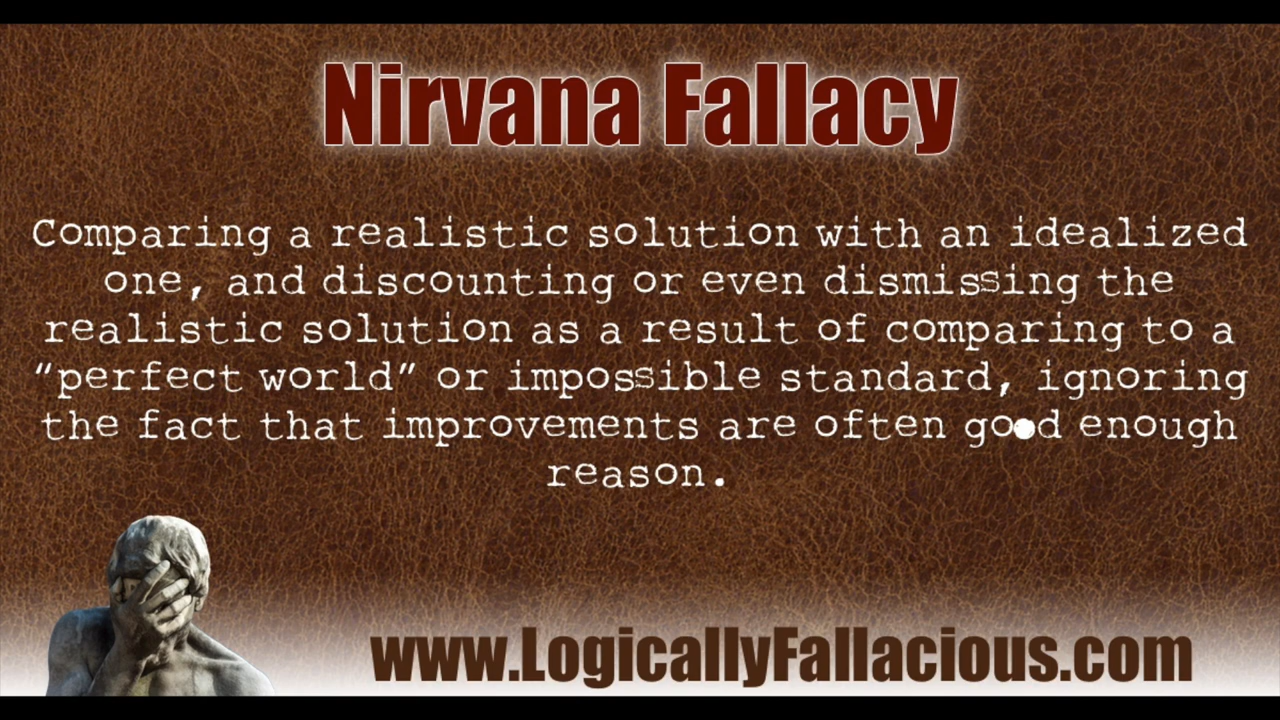 Nirvana Fallacy
Comparing a realistic solution with an idealized
one, and discounting or even dismissing the
realistic solution as a result of comparing to a
“perfect world” or impossible standard, ignoring
the fact that improvements are often good enough
reason.
www.LogicallyFallacious.com